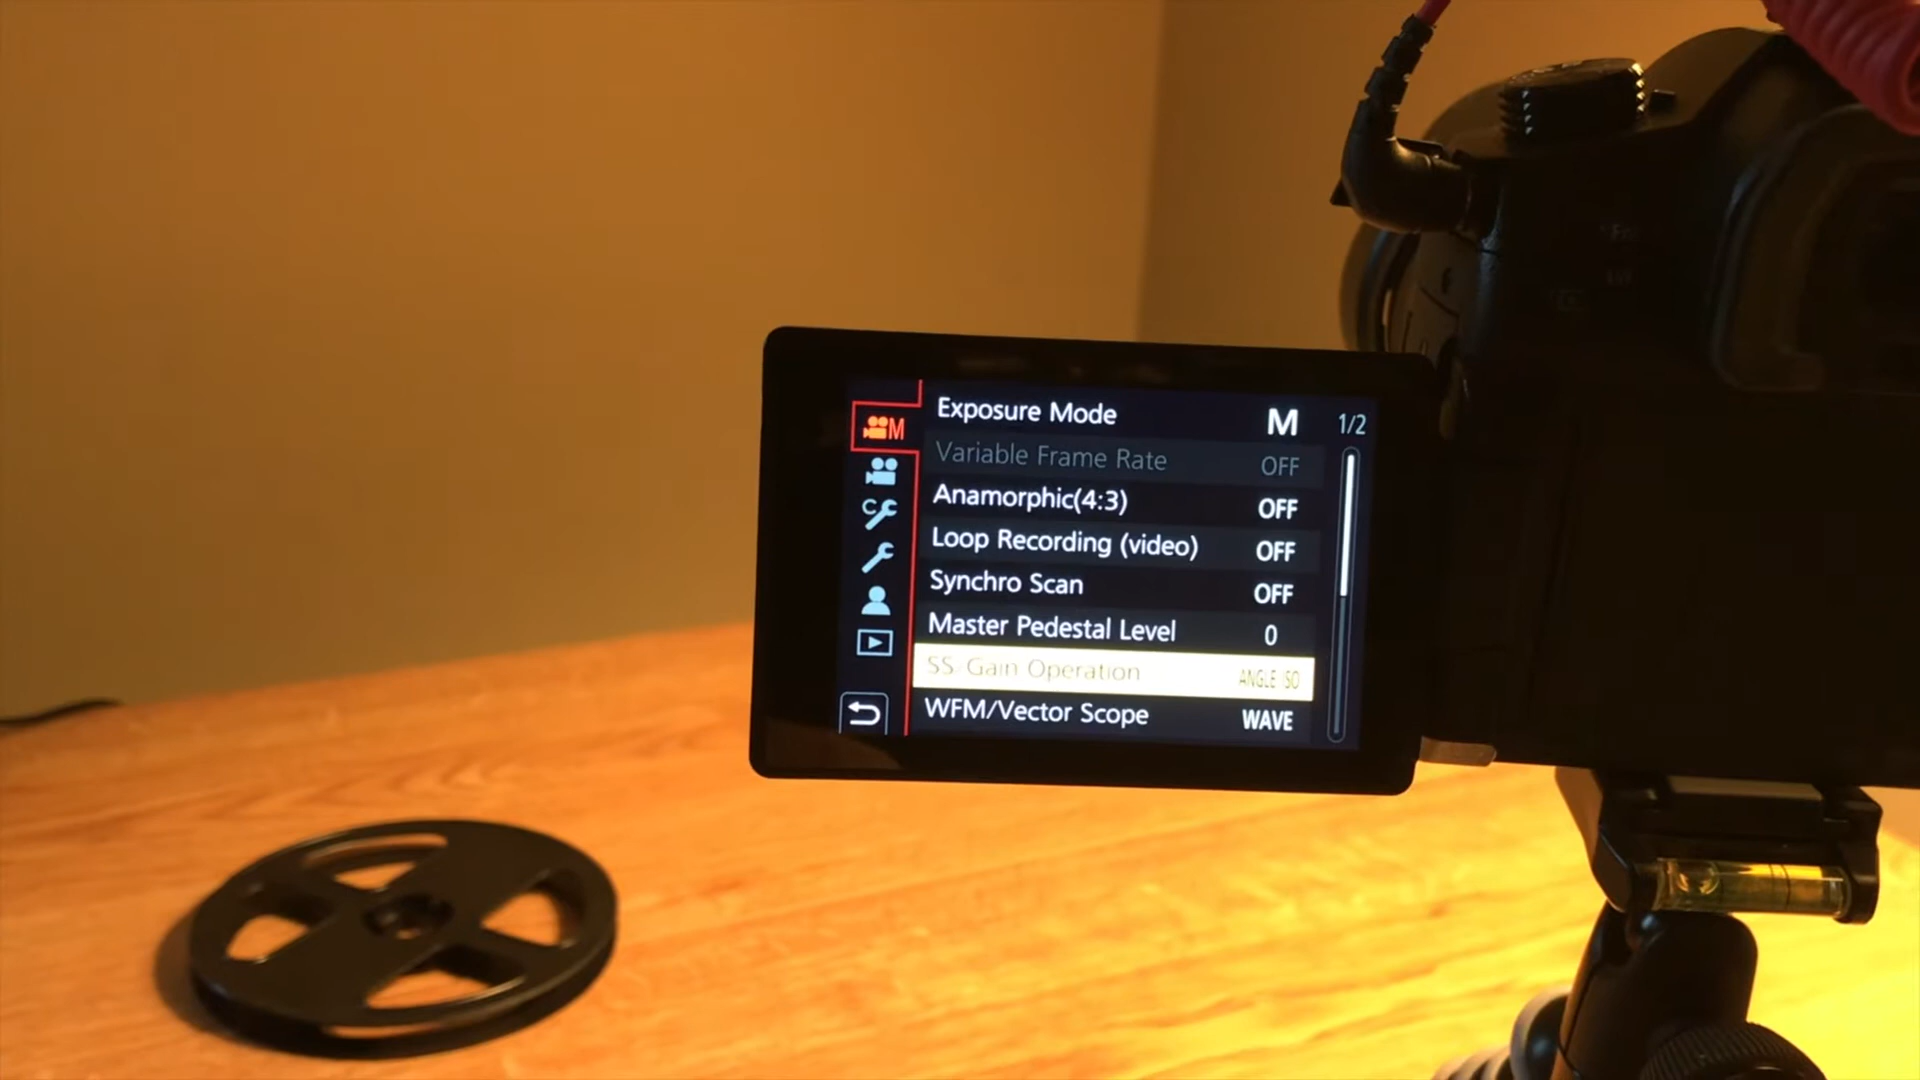 Exposure Mode M 1/2
M
Variable Frame Rate OFF
Anamorphic(4:3) OFF
Loop Recording (video) OFF
C
Synchro Scan OFF
Master Pedestal Level 0
SS/Gain Operation ANGLE/ISO
WFM/Vector Scope WAVE